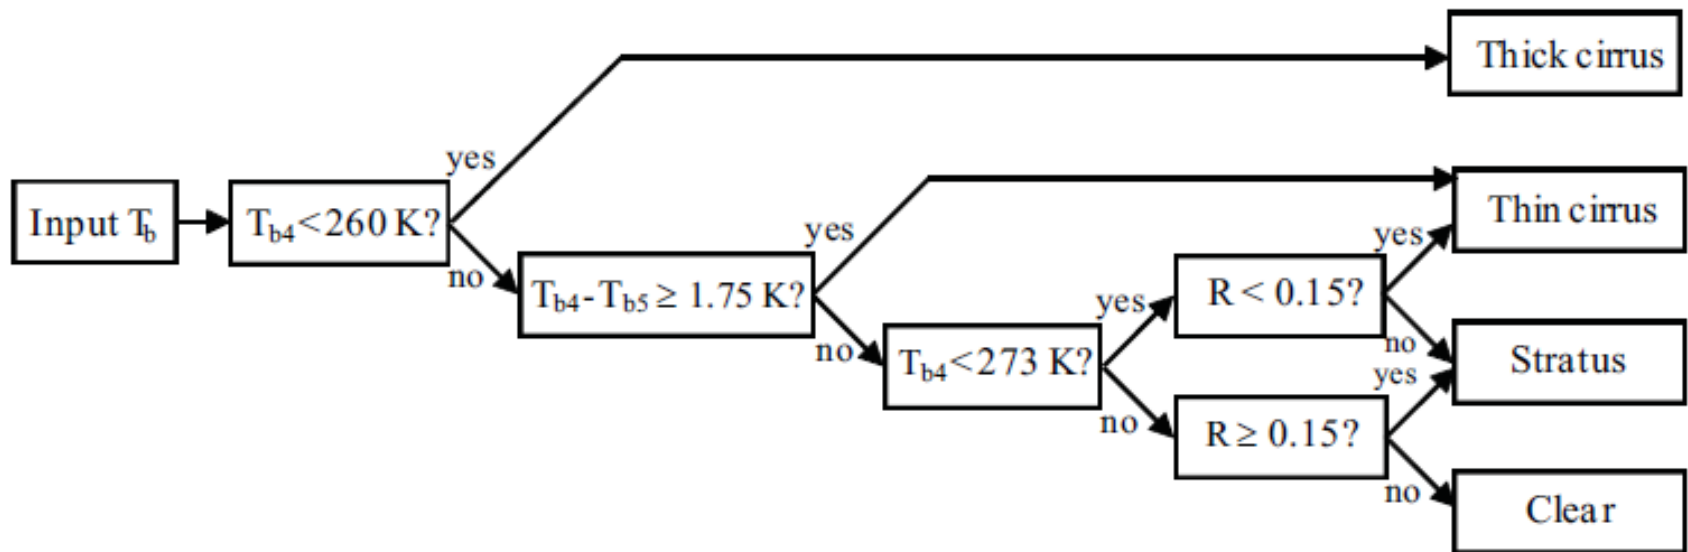 Thick cirrus
yes
Input Tb
Tb4<260 K?
Thin cirrus
yes
yes
no
Tb4-Tb5 ≥ 1.75 K?
yes
R < 0.15?
no
Tb4<273 K?
no
Stratus
yes
no
R ≥ 0.15?
no
Clear